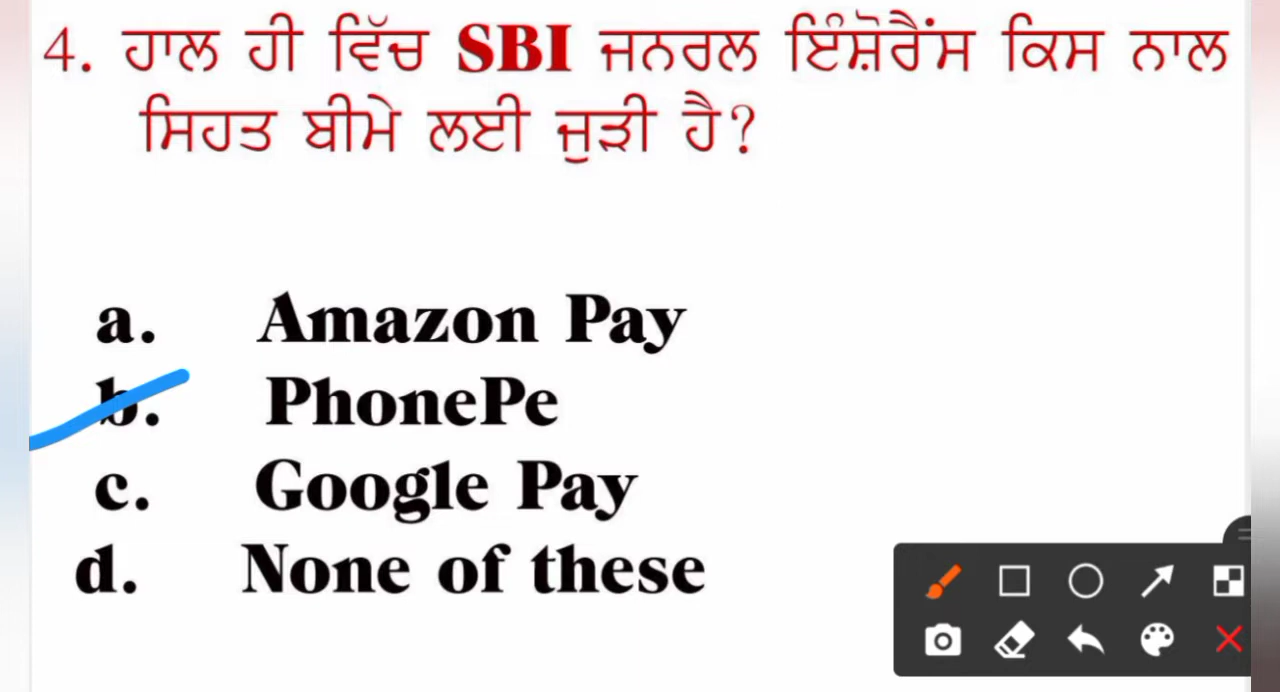 4. ਹਾਲ ਹੀ ਵਿੱਚ SBI ਜਨਰਲ ਇੰਸ਼ੋਰੈਂਸ ਕਿਸ ਨਾਲ
ਸਿਹਤ ਬੀਮੇ ਲਈ ਜੁੜੀ ਹੈ?
a. Amazon Pay
b. PhonePe
c. Google Pay
d. None of these